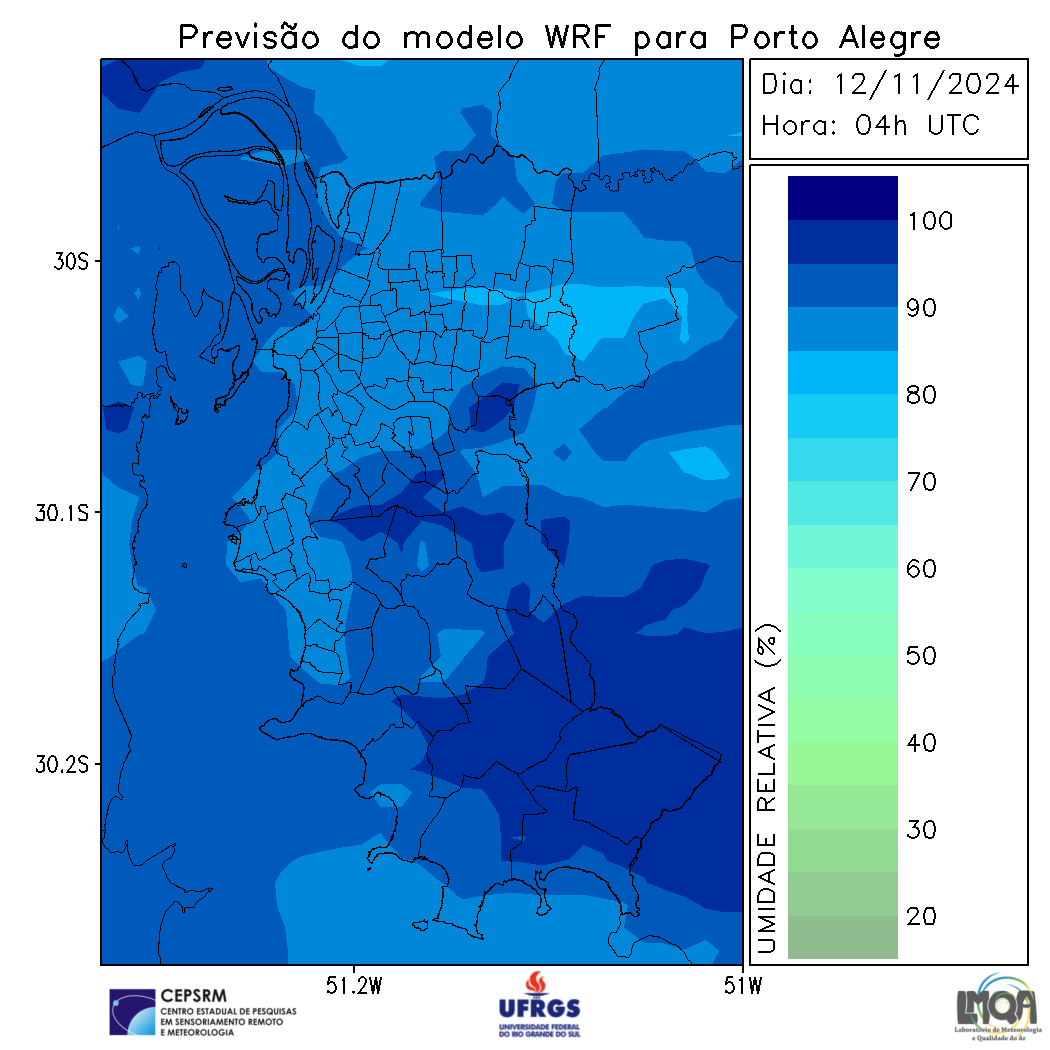 Previsão do modelo WRF para Porto Alegre
Dia: 12/11/2024
Hora: 04h UTC
30S
30.1S
30.2S
51.2W
51W
UMIDADE RELATIVA (%)
100
90
80
70
60
50
40
30
20
CEPSRM
CENTRO ESTADUAL DE PESQUISAS
EM SENSORIAMENTO REMOTO
E METEOROLOGIA
UFRGS
UNIVERSIDADE FEDERAL
DO RIO GRANDE DO SUL
LMQA
Laboratório de Meteorologia
e Qualidade do Ar